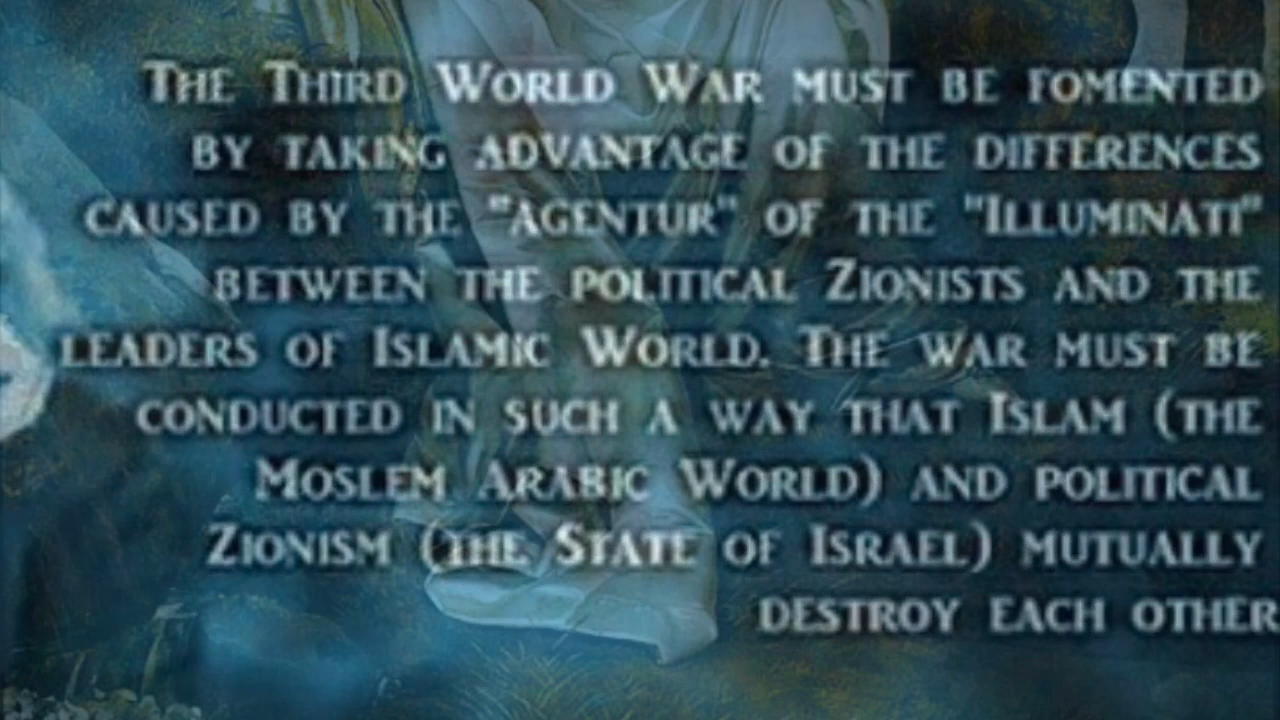 The Third World War must be fomented
by taking advantage of the differences
caused by the "agentur" of the "Illuminati"
between the political Zionists and the
leaders of Islamic World. The war must be
conducted in such a way that Islam (the
Moslem Arabic World) and political
Zionism (the State of Israel) mutually
destroy each other